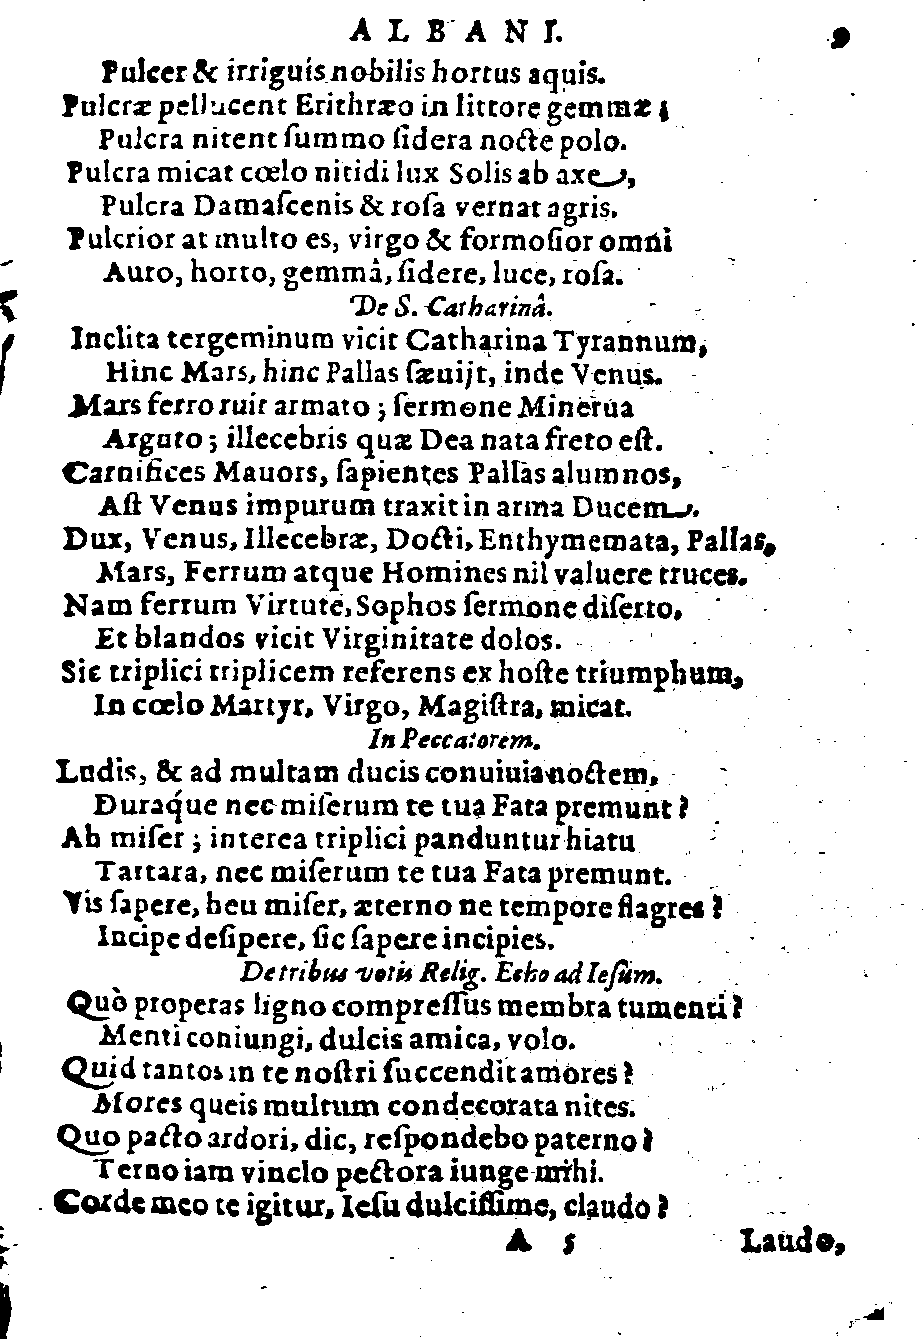 ALBANI. 9
Pulcer & irriguis nobilis hortus aquis.
Pulcræ pellucent Erithræo in littore gemmæ;
Pulcra nitent ſummo ſidera nocte polo.
Pulcra micat cœlo nitidi lux Solis ab axe,
Pulcra Damaſcenis & roſa vernat agris.
Pulcrior at multo es, virgo & formoſior omni
Auro, horto, gemmâ, ſidere, luce, roſa.
De S. Catharinâ.
Inclita tergeminum vicit Catharina Tyrannum,
Hinc Mars, hinc Pallas ſæuijt, inde Venus.
Mars ferro ruit armato; ſermone Minerua
Arguto; illecebris quæ Dea nata freto eſt.
Carnifices Mauors, ſapientes Pallas alumnos,
Aſt Venus impurum traxit in arma Ducem.
Dux, Venus, Illecebræ, Docti, Enthymemata, Pallas,
Mars, Ferrum atque Homines nil valuere truces.
Nam ferrum Virtute, Sophos ſermone diſerto,
Et blandos vicit Virginitate dolos.
Sic triplici triplicem referens ex hoſte triumphum,
In cœlo Martyr, Virgo, Magiſtra, micat.
In Peccatorem.
Ludis, & ad multam ducis conuiuia noctem,
Duraq́ue nec miſerum te tua Fata premunt?
Ah miſer; interea triplici panduntur hiatu
Tartara, nec miſerum te tua Fata premunt.
Vis ſapere, heu miſer, æterno ne tempore flagres?
Incipe deſipere, ſic ſapere incipies.
De tribus votis Relig. Echo ad Ieſum.
Quò properas ligno compreſſus membra tumenti?
Menti coniungi, dulcis amica, volo.
Quid tantos in te noſtri ſuccendit amores?
Mores queis multum condecorata nites.
Quo pacto ardori, dic, reſpondebo paterno?
Terno iam vinclo pectora iunge mihi.
Corde meo te igitur, Ieſu dulciſſime, claudo?
A 5 Laudo,